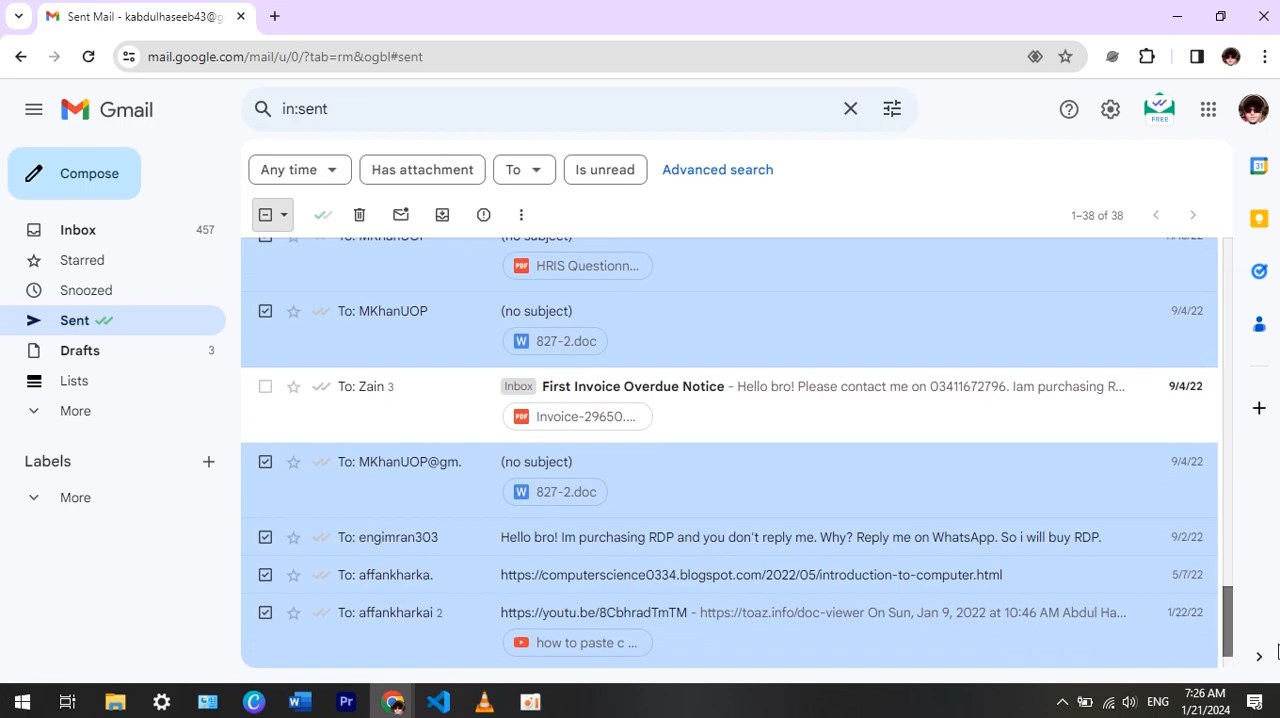 Sent Mail - kabdulhaseeb43@g
mail.google.com/mail/u/0/?tab=rm&ogbl#sent
Gmail
in:sent
FREE
Compose
Any time
Has attachment
To
Is unread
Advanced search
1–38 of 38
Inbox 457
Starred
Snoozed
Sent
Drafts 3
Lists
More
Labels
More
To: MKhanUOP (no subject)
PDF HRIS Questionn...
To: MKhanUOP (no subject) 9/4/22
W 827-2.doc
To: Zain 3 Inbox First Invoice Overdue Notice - Hello bro! Please contact me on 03411672796. Iam purchasing R... 9/4/22
PDF Invoice-29650....
To: MKhanUOP@gm. (no subject) 9/4/22
W 827-2.doc
To: engimran303 Hello bro! Im purchasing RDP and you don't reply me. Why? Reply me on WhatsApp. So i will buy RDP. 9/2/22
To: affankharka. https://computerscience0334.blogspot.com/2022/05/introduction-to-computer.html 5/7/22
To: affankharkai 2 https://youtu.be/8CbhradTmTM - https://toaz.info/doc-viewer On Sun, Jan 9, 2022 at 10:46 AM Abdul Ha... 1/22/22
how to paste c ...
31
W
Pr
ENG
7:26 AM
1/21/2024